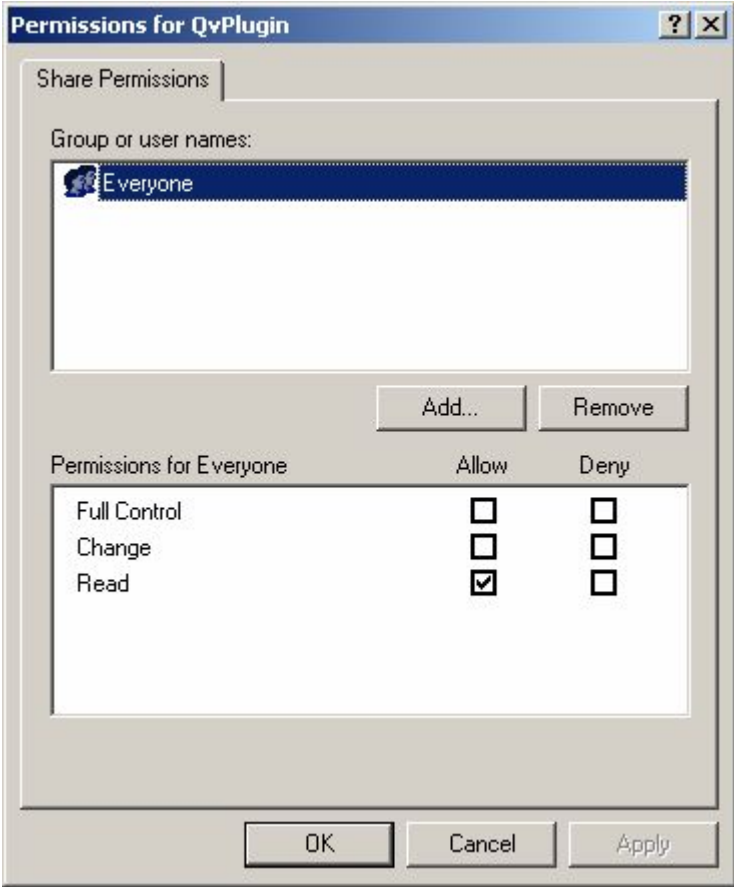 Permissions for QvPlugin
Share Permissions
Group or user names:
Everyone
Add... Remove
Permissions for Everyone Allow Deny
Full Control
Change
Read
OK Cancel Apply